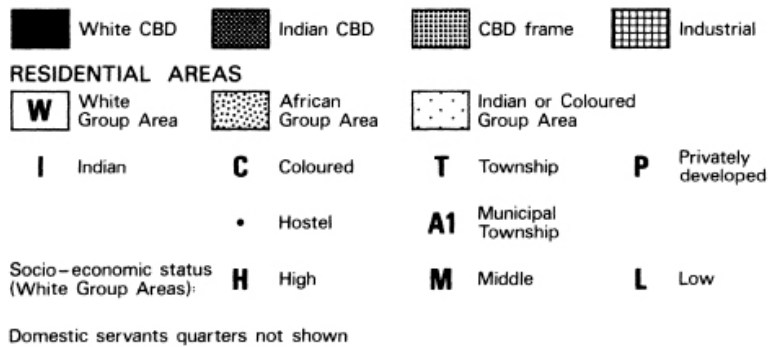 White CBD Indian CBD CBD frame Industrial
RESIDENTIAL AREAS
W White Group Area African Group Area Indian or Coloured Group Area
I Indian C Coloured T Township P Privately developed
• Hostel A1 Municipal Township
Socio-economic status (White Group Areas): H High M Middle L Low
Domestic servants quarters not shown